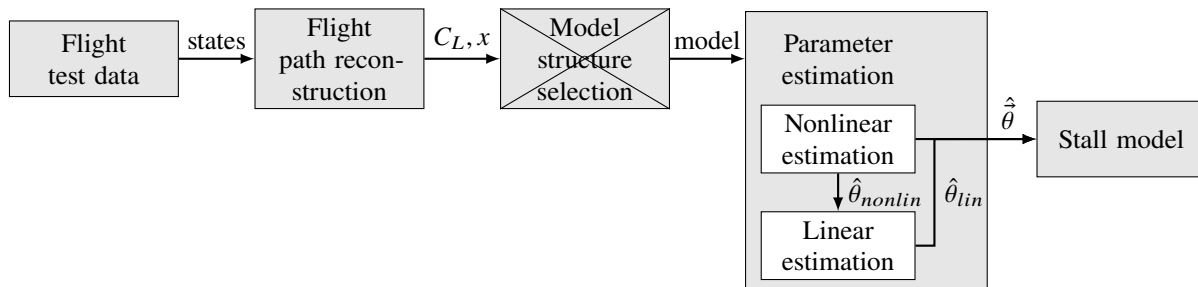 Flight
test data
states
Flight
path recon-
struction
C_L, x
Model
structure
selection
model
Parameter
estimation
Nonlinear
estimation
θ̂_nonlin
Linear
estimation
θ̂_lin
θ⃗̂
Stall model